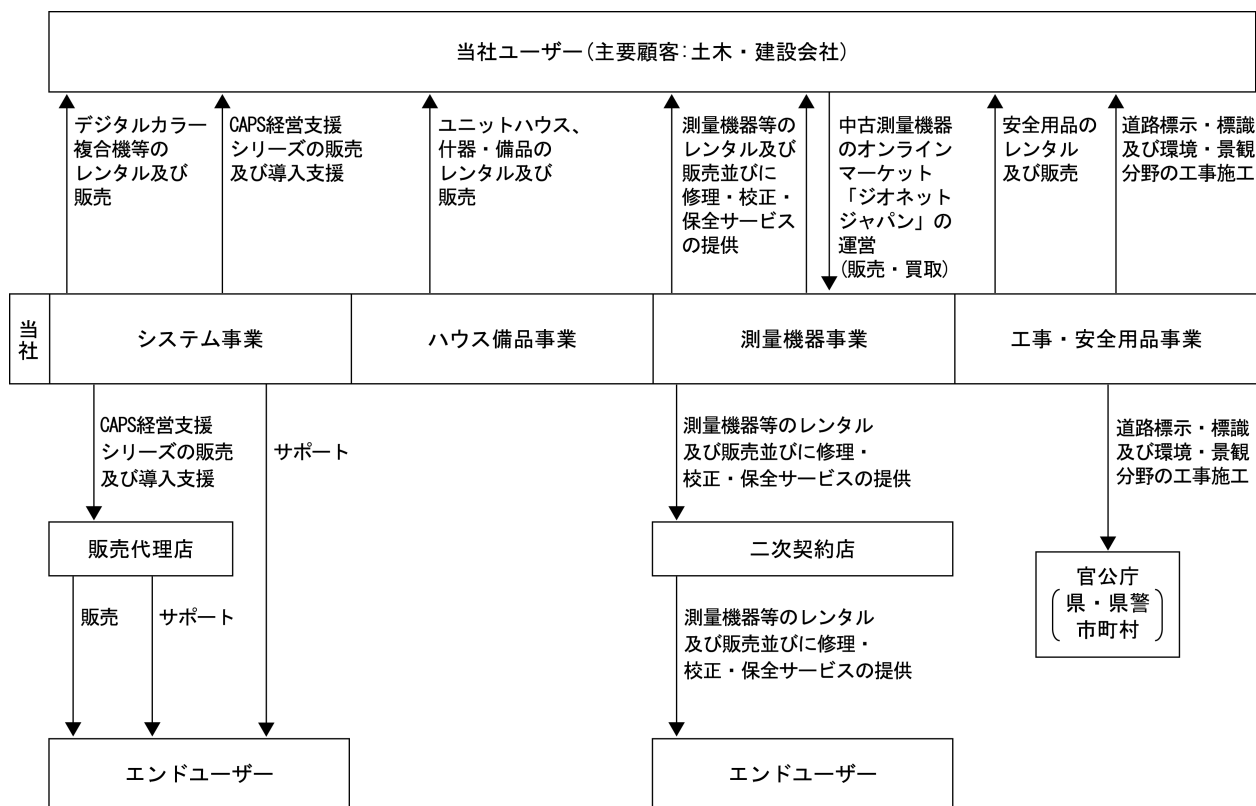 当社ユーザー(主要顧客:土木・建設会社)
デジタルカラー
複合機等の
レンタル及び
販売
CAPS経営支援
シリーズの販売
及び導入支援
ユニットハウス、
什器・備品の
レンタル及び
販売
測量機器等の
レンタル及び
販売並びに
修理・校正・
保全サービス
の提供
中古測量機器
のオンライン
マーケット
「ジオネット
ジャパン」の
運営
(販売・買取)
安全用品の
レンタル
及び販売
道路標示・標識
及び環境・景観
分野の工事施工
当社
システム事業
ハウス備品事業
測量機器事業
工事・安全用品事業
CAPS経営支援
シリーズの販売
及び導入支援
サポート
測量機器等のレンタル
及び販売並びに修理・
校正・保全サービスの提供
道路標示・標識
及び環境・景観
分野の工事施工
販売代理店
二次契約店
官公庁
県・県警
市町村
販売
サポート
測量機器等のレンタル
及び販売並びに修理・
校正・保全サービスの提供
エンドユーザー
エンドユーザー